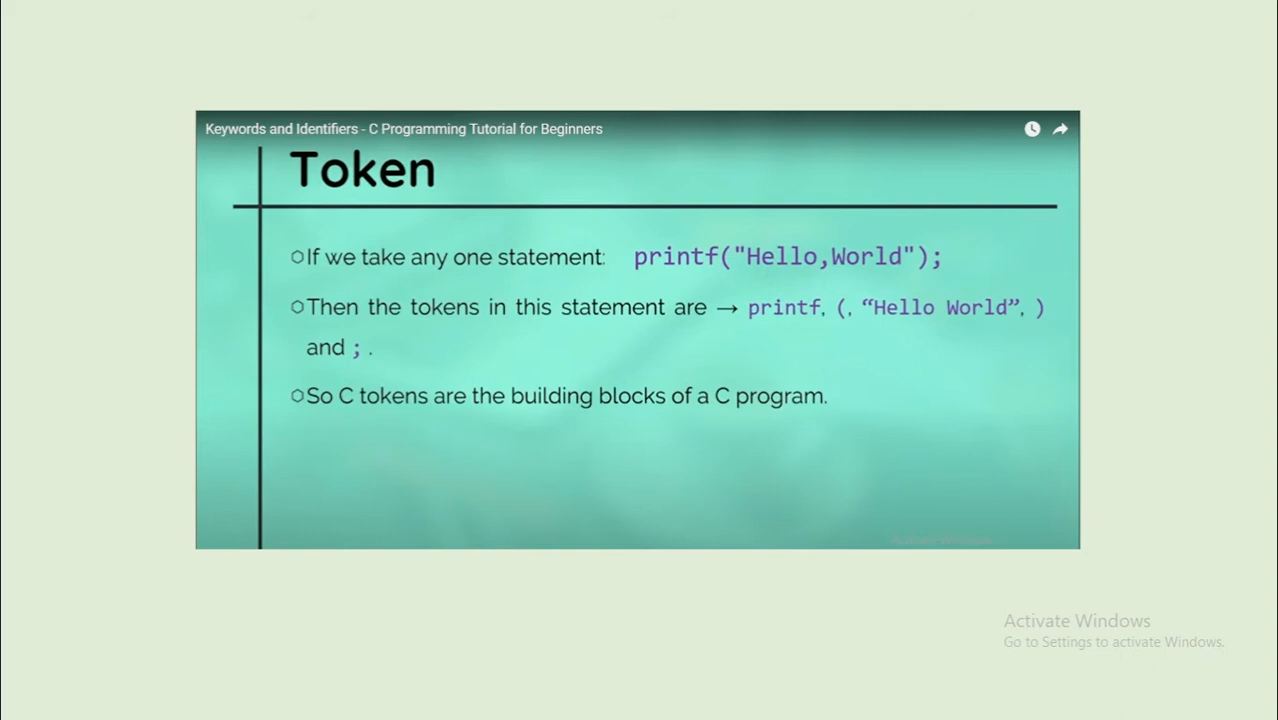 Keywords and Identifiers - C Programming Tutorial for Beginners
Token
If we take any one statement: printf("Hello,World");
Then the tokens in this statement are → printf, (, “Hello World”, )
and ; .
So C tokens are the building blocks of a C program.
Activate Windows
Activate Windows
Go to Settings to activate Windows.